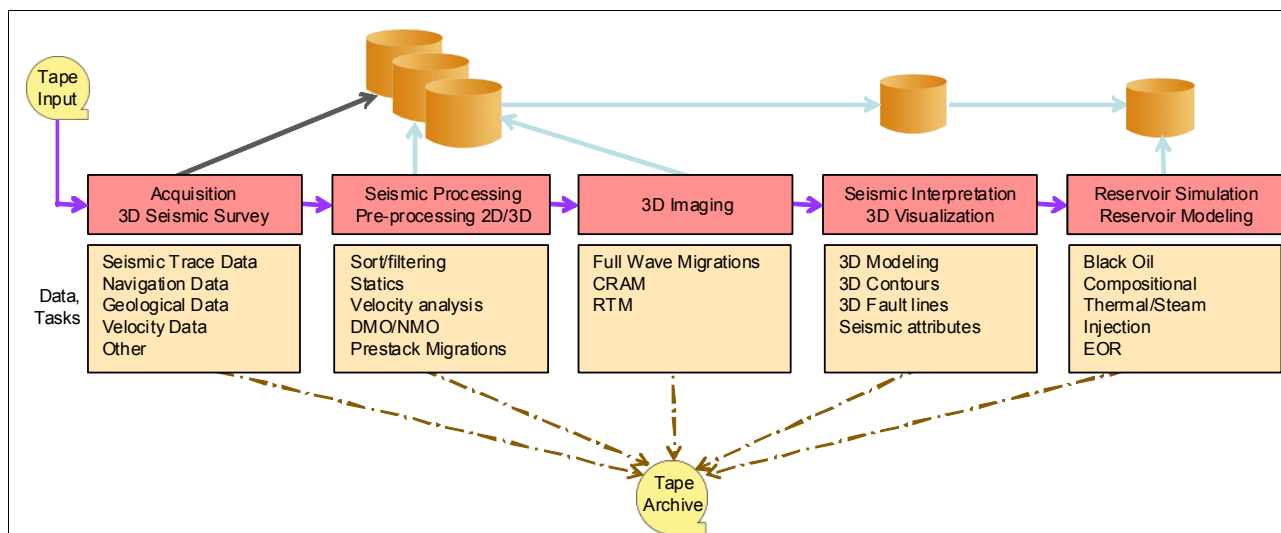 Tape
Input
Acquisition
3D Seismic Survey
Seismic Processing
Pre-processing 2D/3D
3D Imaging
Seismic Interpretation
3D Visualization
Reservoir Simulation
Reservoir Modeling
Data,
Tasks
Seismic Trace Data
Navigation Data
Geological Data
Velocity Data
Other
Sort/filtering
Statics
Velocity analysis
DMO/NMO
Prestack Migrations
Full Wave Migrations
CRAM
RTM
3D Modeling
3D Contours
3D Fault lines
Seismic attributes
Black Oil
Compositional
Thermal/Steam
Injection
EOR
Tape
Archive